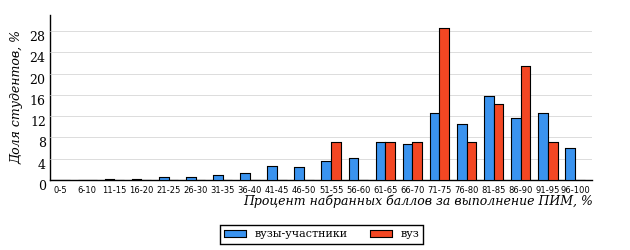 Доля студентов, %
28
24
20
16
12
8
4
0
0-5 6-10 11-15 16-20 21-25 26-30 31-35 36-40 41-45 46-50 51-55 56-60 61-65 66-70 71-75 76-80 81-85 86-90 91-95 96-100
Процент набранных баллов за выполнение ПИМ, %
вузы-участники вуз